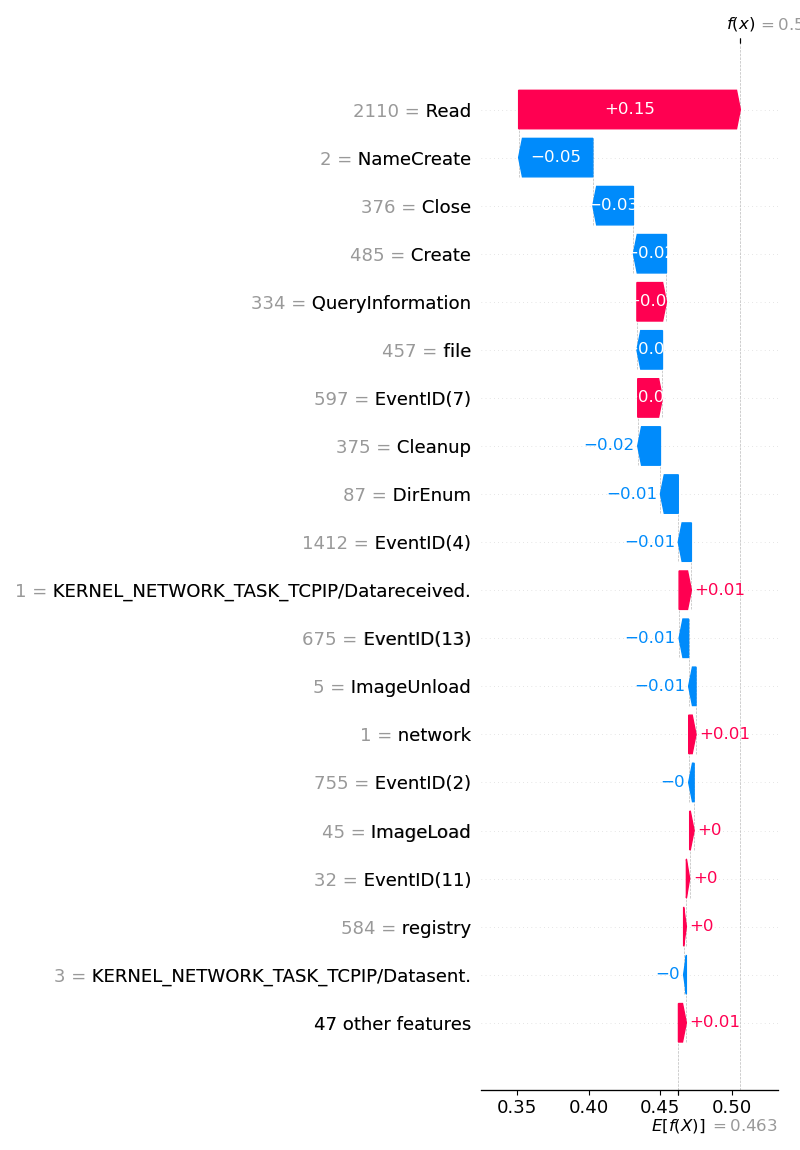 f(x) = 0.5
2110 = Read
+0.15
2 = NameCreate
−0.05
376 = Close
−0.03
485 = Create
334 = QueryInformation
457 = file
597 = EventID(7)
375 = Cleanup
−0.02
87 = DirEnum
−0.01
1412 = EventID(4)
−0.01
1 = KERNEL_NETWORK_TASK_TCPIP/Datareceived.
+0.01
675 = EventID(13)
−0.01
5 = ImageUnload
−0.01
1 = network
+0.01
755 = EventID(2)
−0
45 = ImageLoad
+0
32 = EventID(11)
+0
584 = registry
+0
3 = KERNEL_NETWORK_TASK_TCPIP/Datasent.
−0
47 other features
+0.01
0.35 0.40 0.45 0.50
E[f(X)] = 0.463